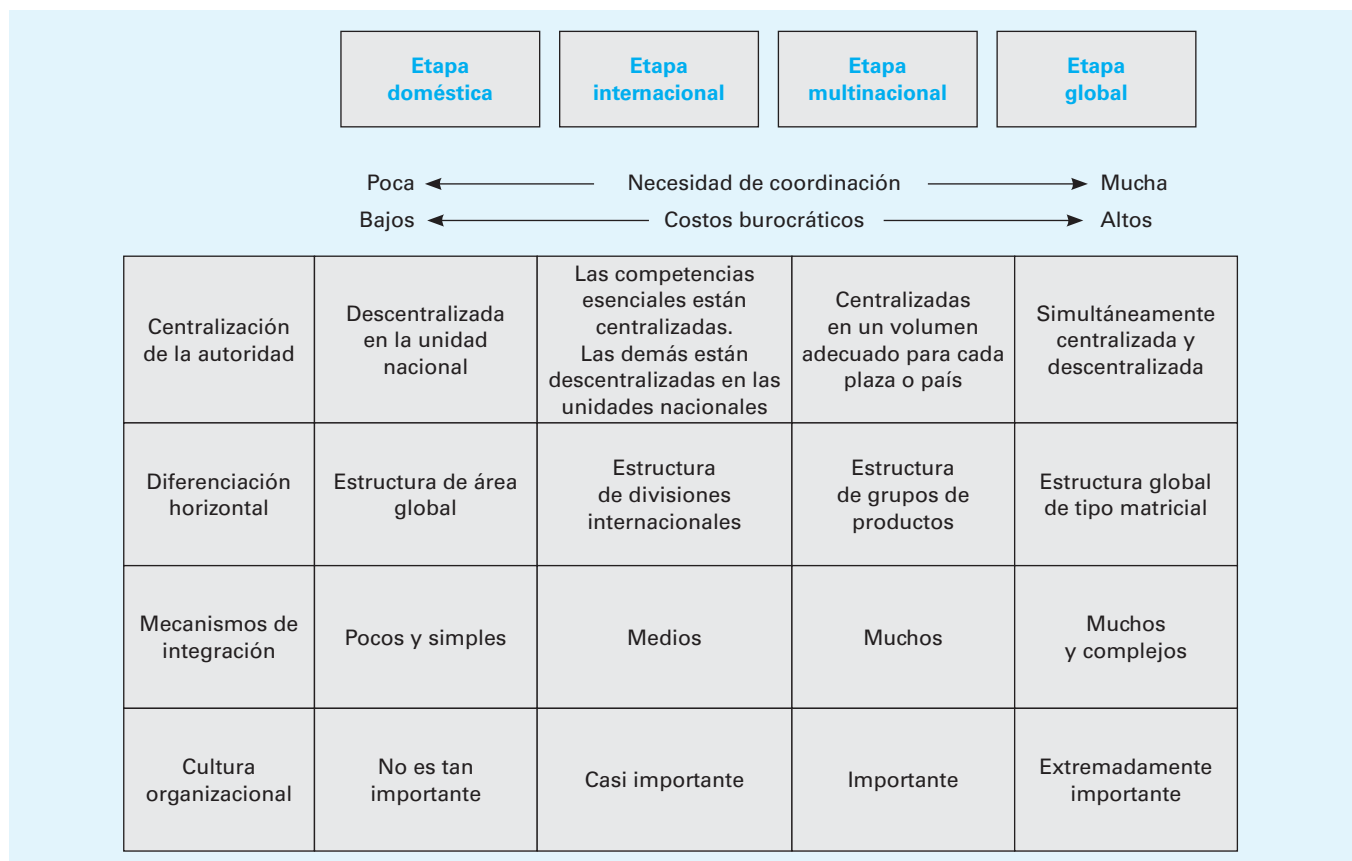 Etapa
doméstica
Etapa
internacional
Etapa
multinacional
Etapa
global
Poca Necesidad de coordinación Mucha
Bajos Costos burocráticos Altos
Centralización
de la autoridad
Descentralizada
en la unidad
nacional
Las competencias
esenciales están
centralizadas.
Las demás están
descentralizadas en las
unidades nacionales
Centralizadas
en un volumen
adecuado para cada
plaza o país
Simultáneamente
centralizada y
descentralizada
Diferenciación
horizontal
Estructura de área
global
Estructura
de divisiones
internacionales
Estructura
de grupos de
productos
Estructura global
de tipo matricial
Mecanismos de
integración
Pocos y simples
Medios
Muchos
Muchos
y complejos
Cultura
organizacional
No es tan
importante
Casi importante
Importante
Extremadamente
importante